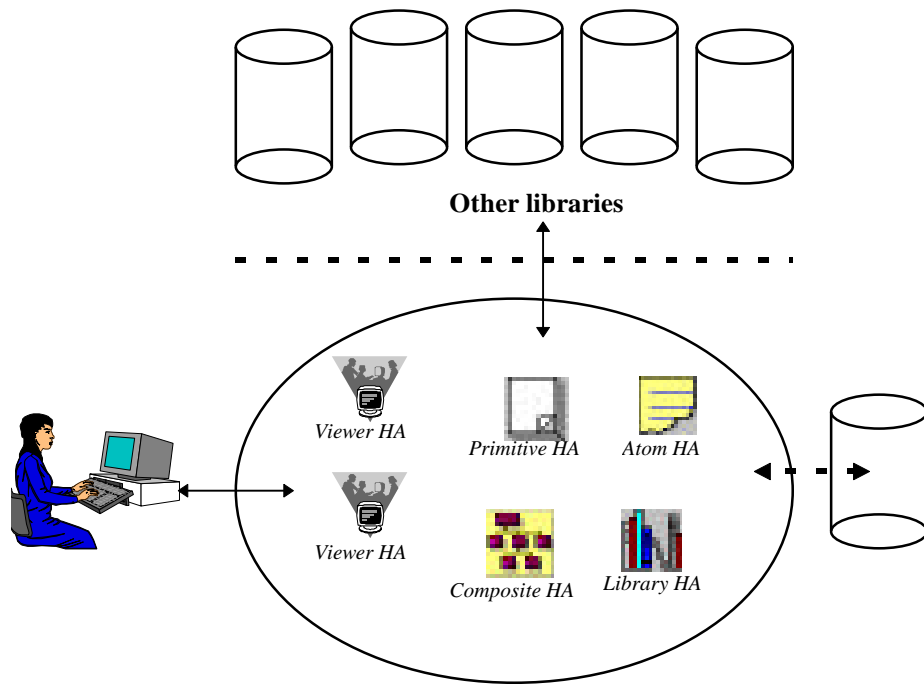 Other libraries
Viewer HA
Primitive HA
Atom HA
Viewer HA
Composite HA
Library HA